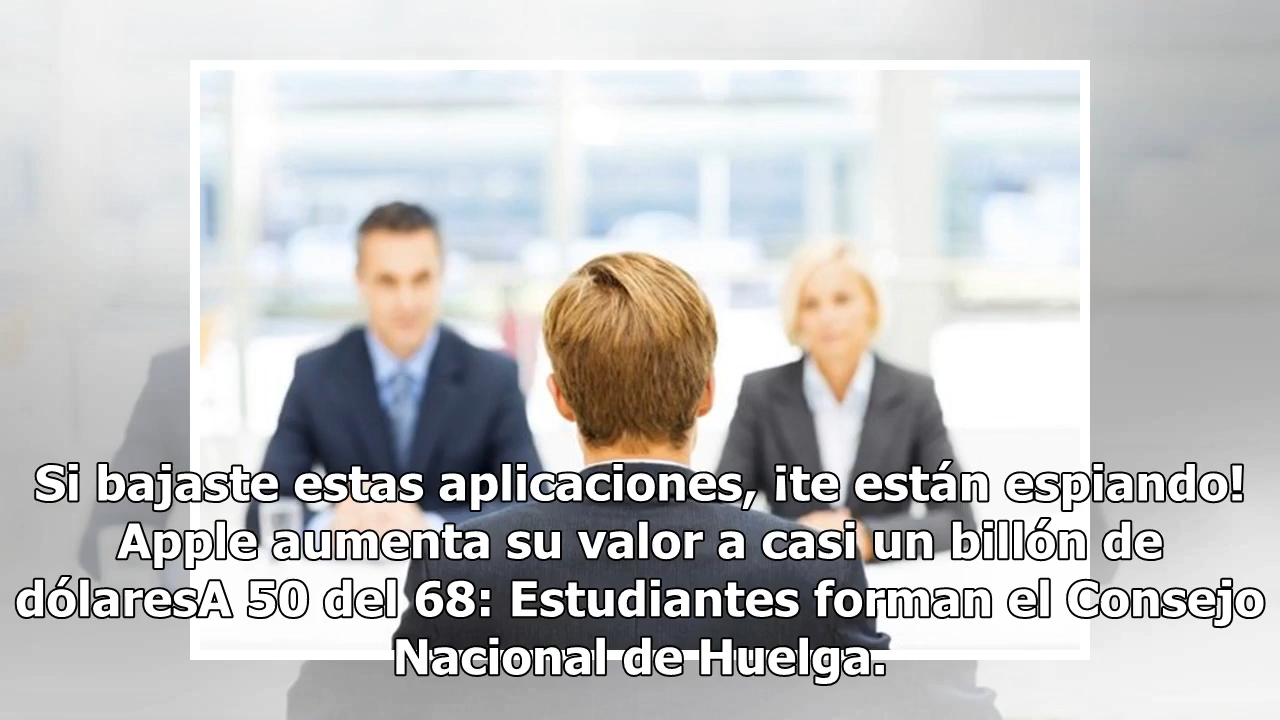 Si bajaste estas aplicaciones, ¡te están espiando!
Apple aumenta su valor a casi un billón de
dólaresA 50 del 68: Estudiantes forman el Consejo
Nacional de Huelga.